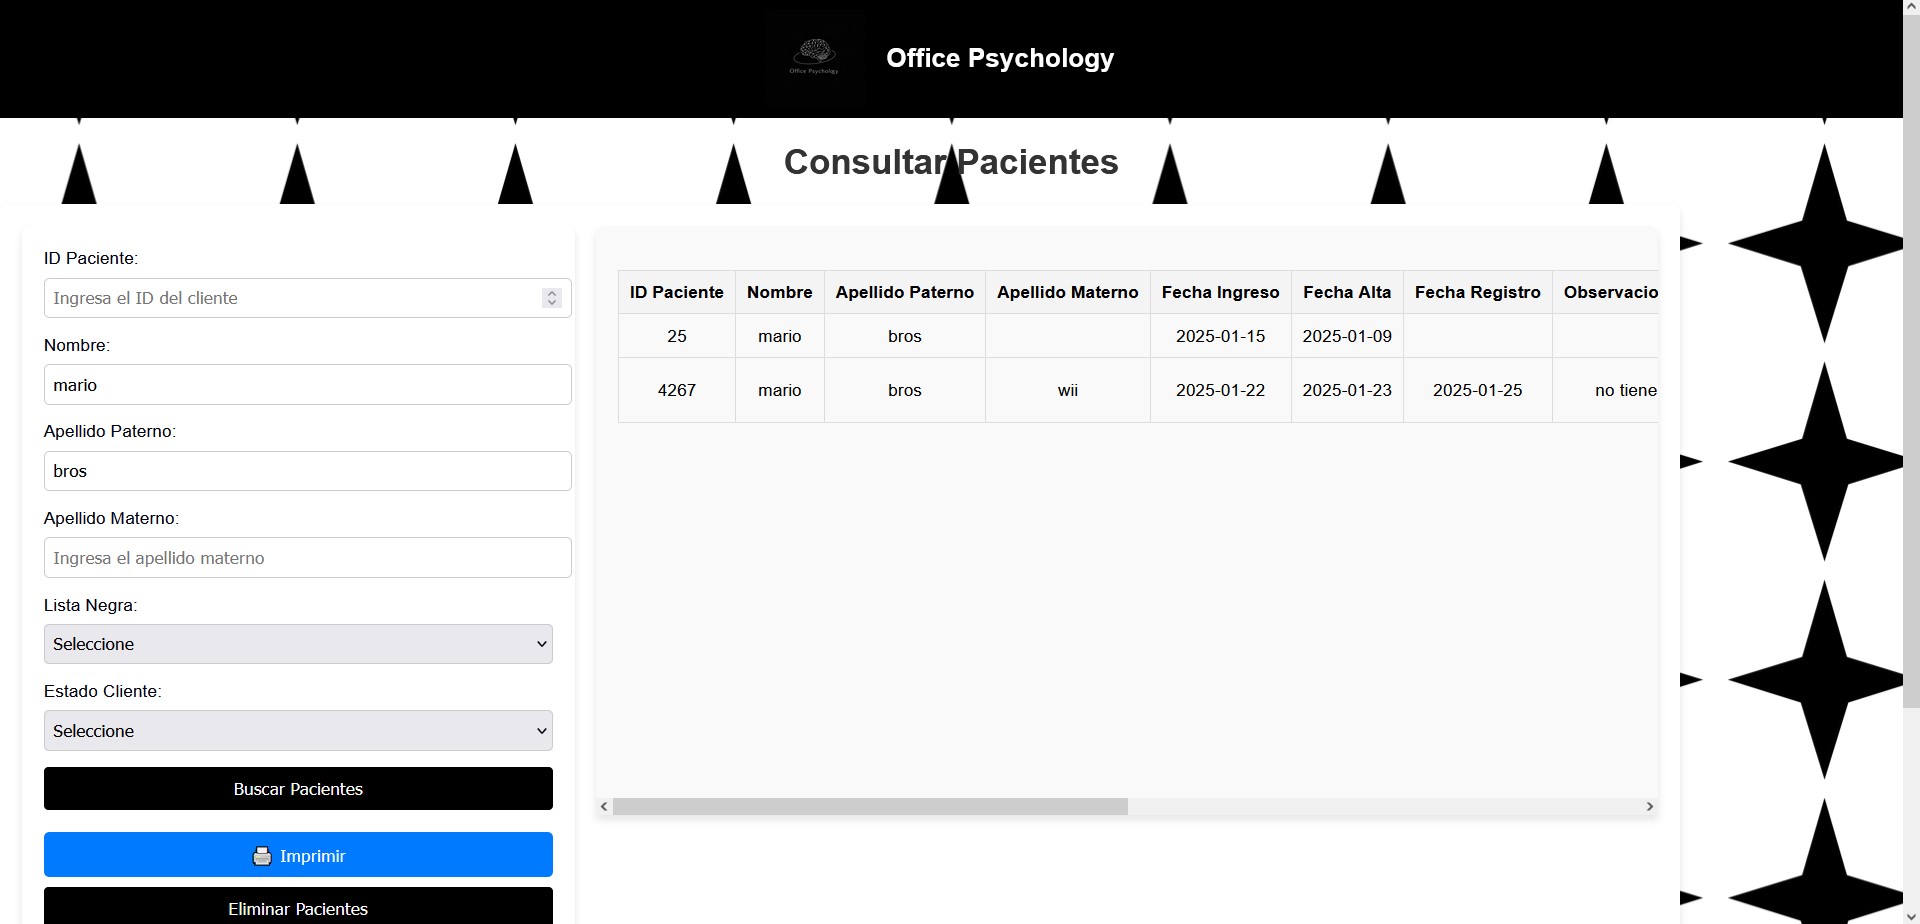 Office Psychology
Office Psychology
Consultar Pacientes
ID Paciente:
Ingresa el ID del cliente
Nombre:
mario
Apellido Paterno:
bros
Apellido Materno:
Ingresa el apellido materno
Lista Negra:
Seleccione
Estado Cliente:
Seleccione
Buscar Pacientes
Imprimir
Eliminar Pacientes
ID Paciente Nombre Apellido Paterno Apellido Materno Fecha Ingreso Fecha Alta Fecha Registro Observacio
25 mario bros 2025-01-15 2025-01-09
4267 mario bros wii 2025-01-22 2025-01-23 2025-01-25 no tiene